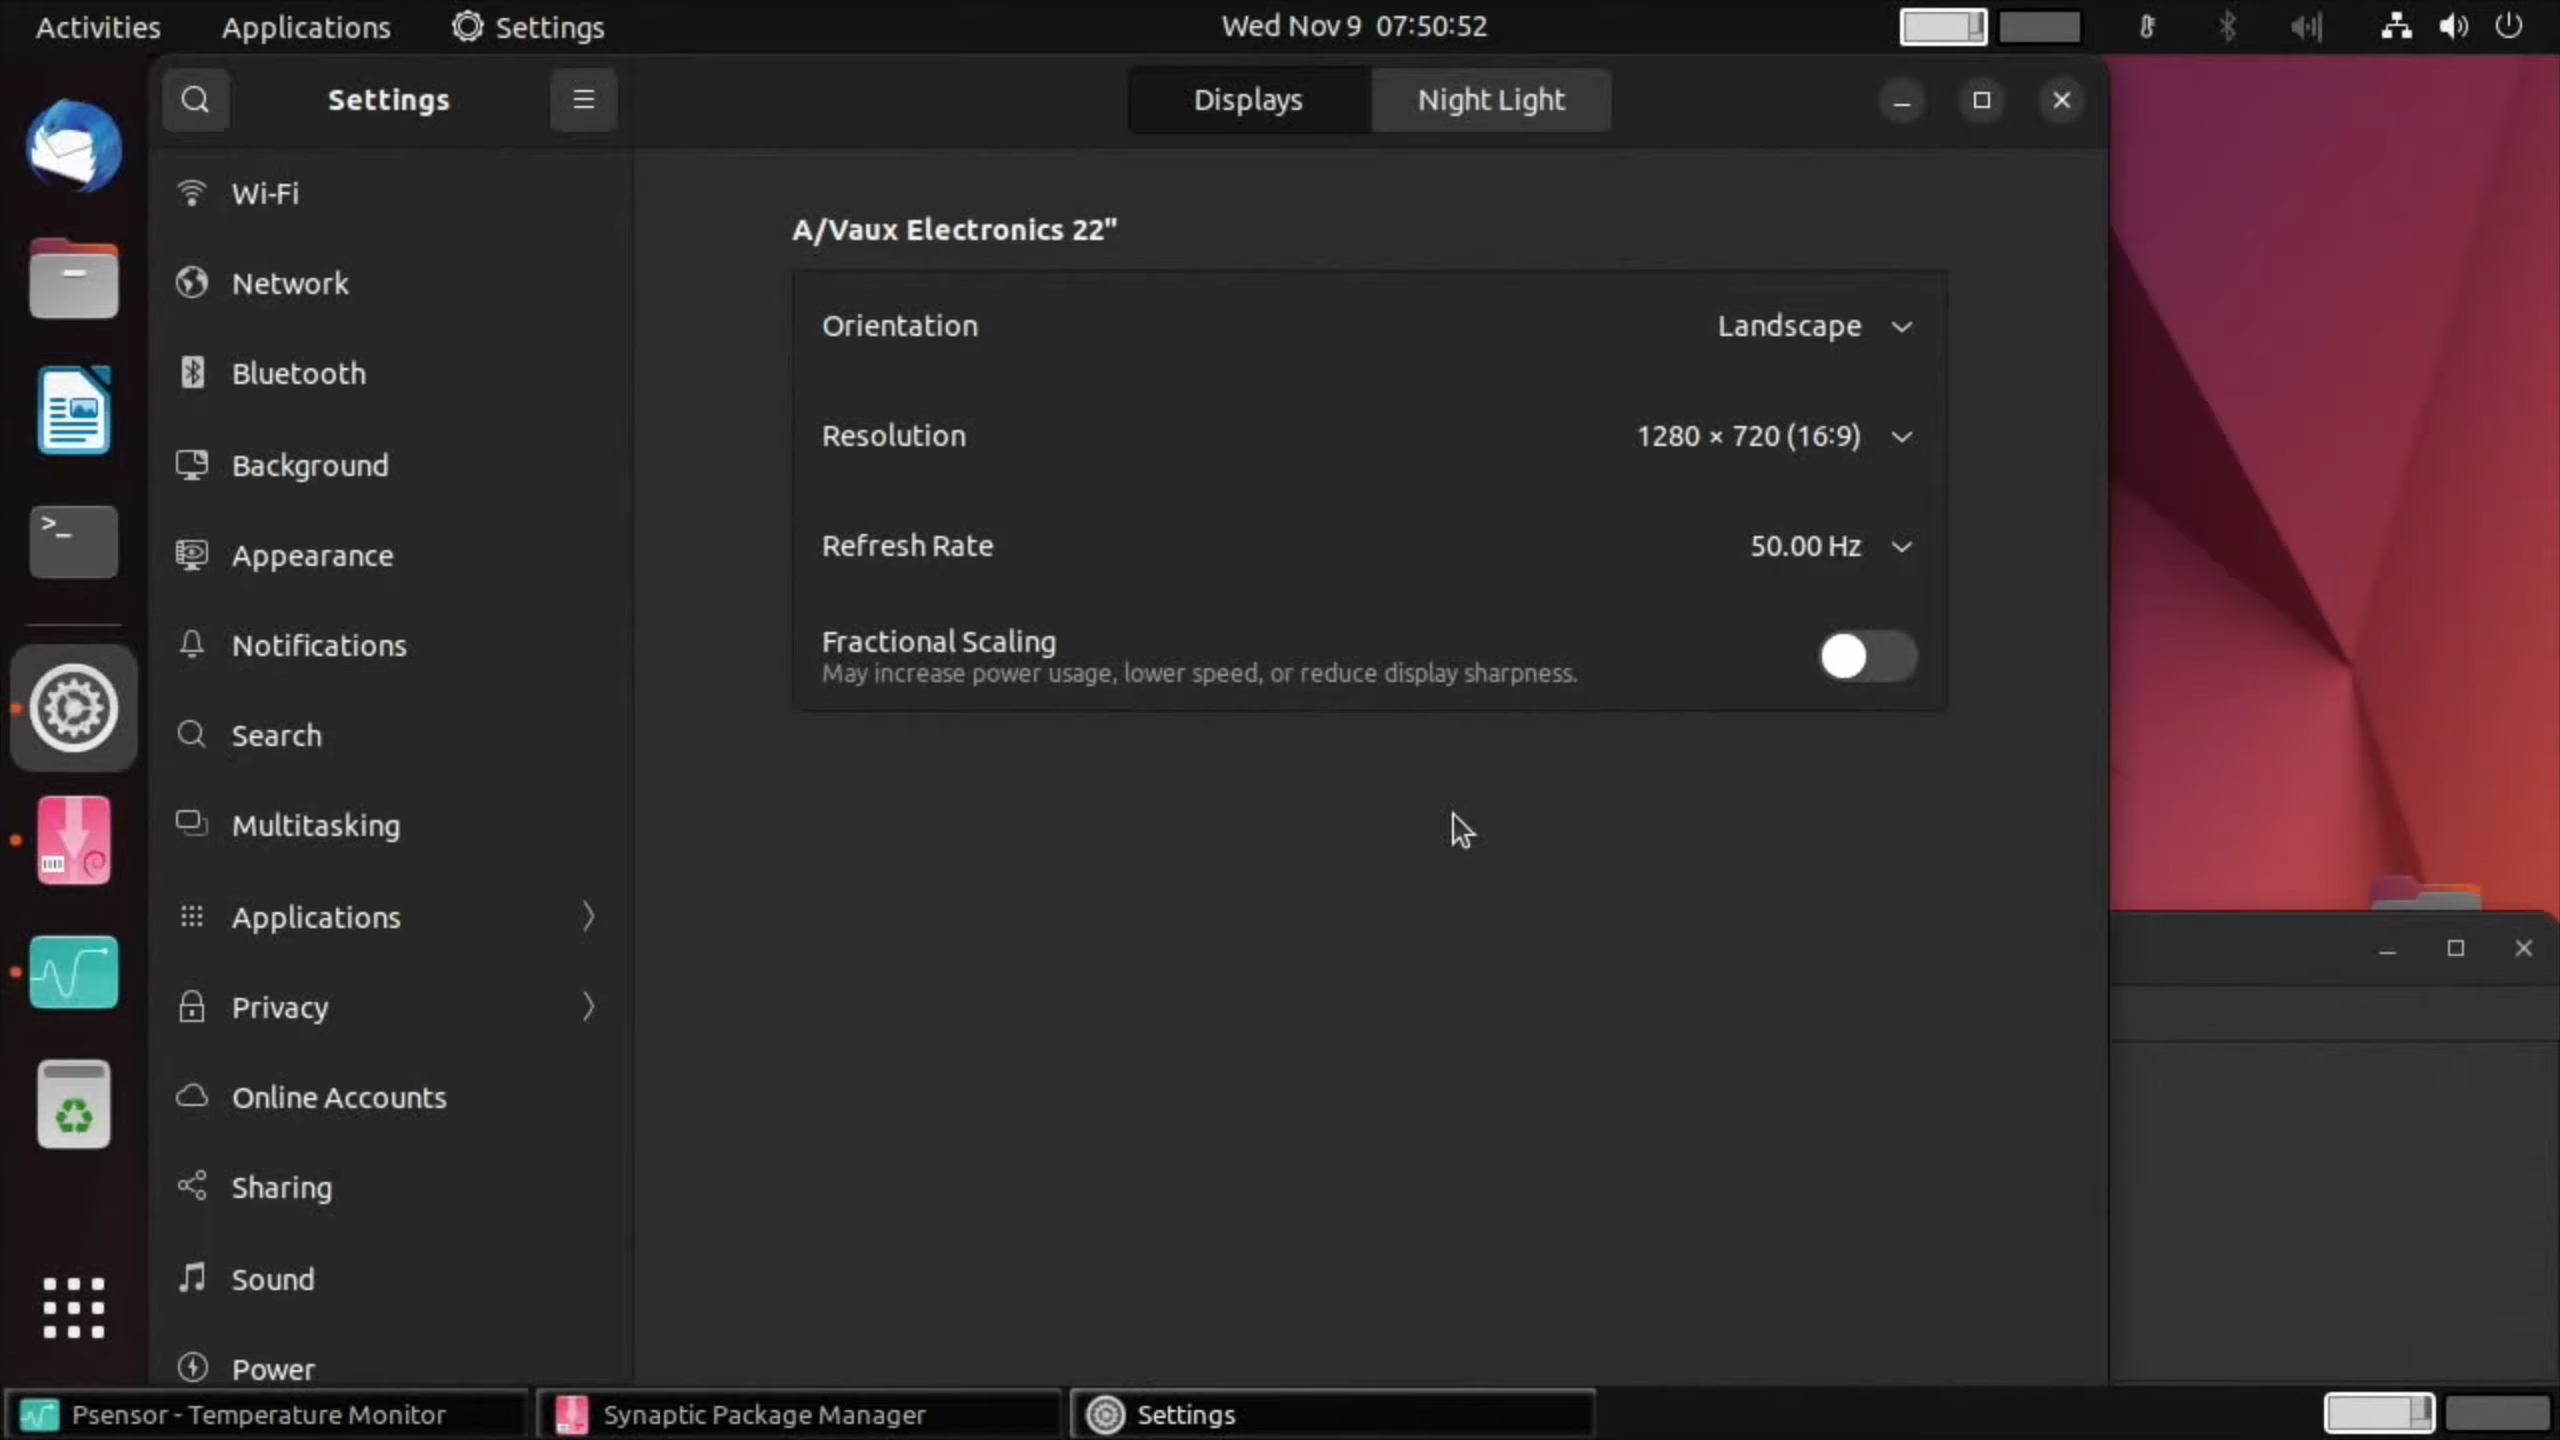 Activities
Applications
Settings
Wed Nov 9 07:50:52
Settings
Displays
Night Light
Wi-Fi
Network
Bluetooth
Background
Appearance
Notifications
Search
Multitasking
Applications
Privacy
Online Accounts
Sharing
Sound
Power
A/Vaux Electronics 22"
Orientation
Landscape
Resolution
1280 × 720 (16:9)
Refresh Rate
50.00 Hz
Fractional Scaling
May increase power usage, lower speed, or reduce display sharpness.
Psensor - Temperature Monitor
Synaptic Package Manager
Settings